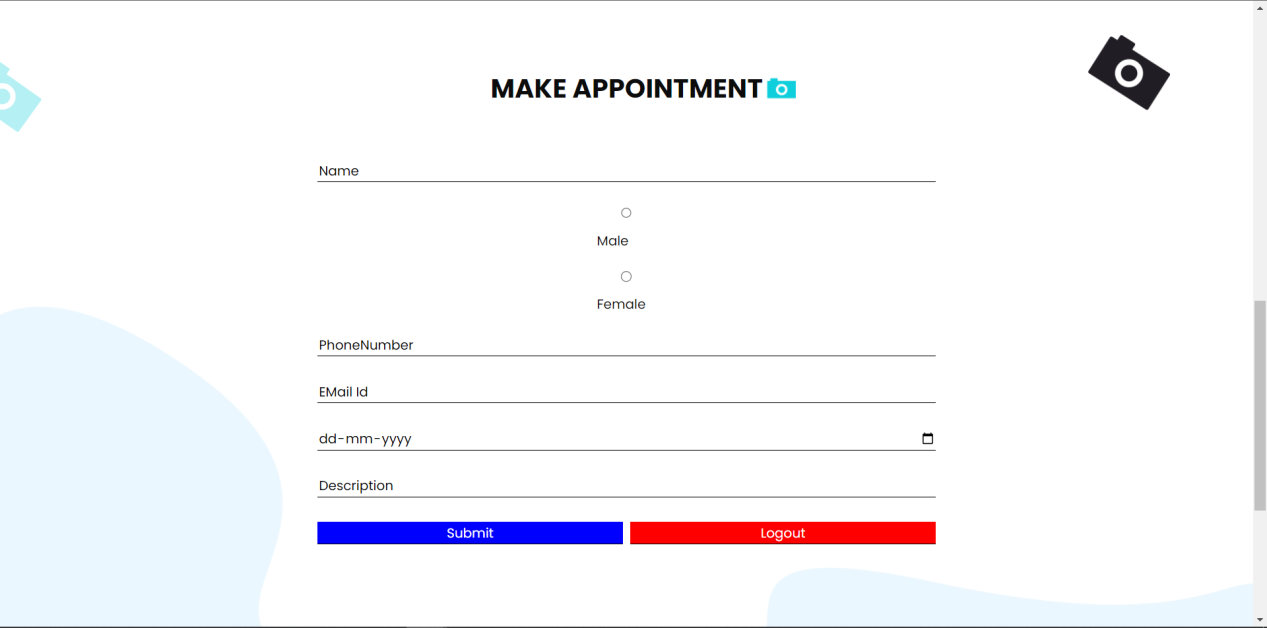 MAKE APPOINTMENT
Name
Male
Female
PhoneNumber
EMail Id
dd-mm-yyyy
Description
Submit Logout